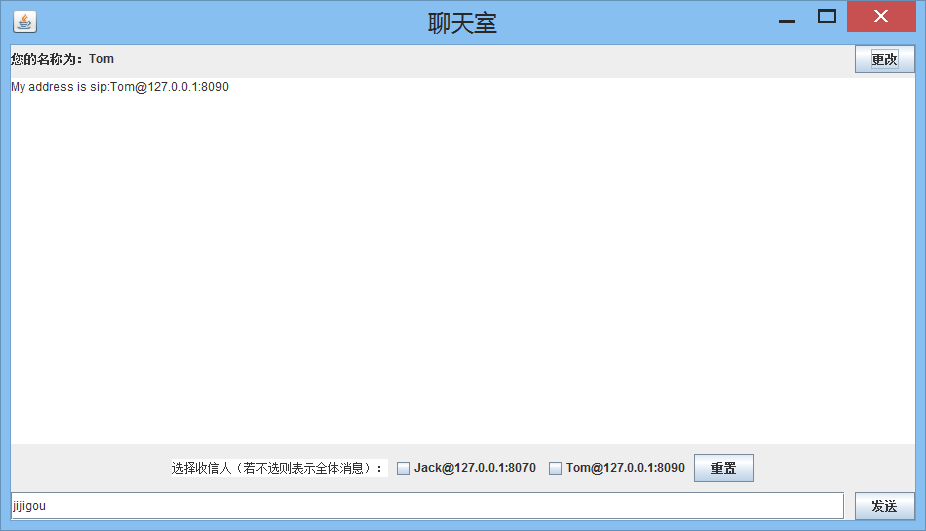 聊天室
您的名称为：Tom
更改
My address is sip:Tom@127.0.0.1:8090
选择收信人（若不选则表示全体消息）： Jack@127.0.0.1:8070 Tom@127.0.0.1:8090 重置
jijigou
发送